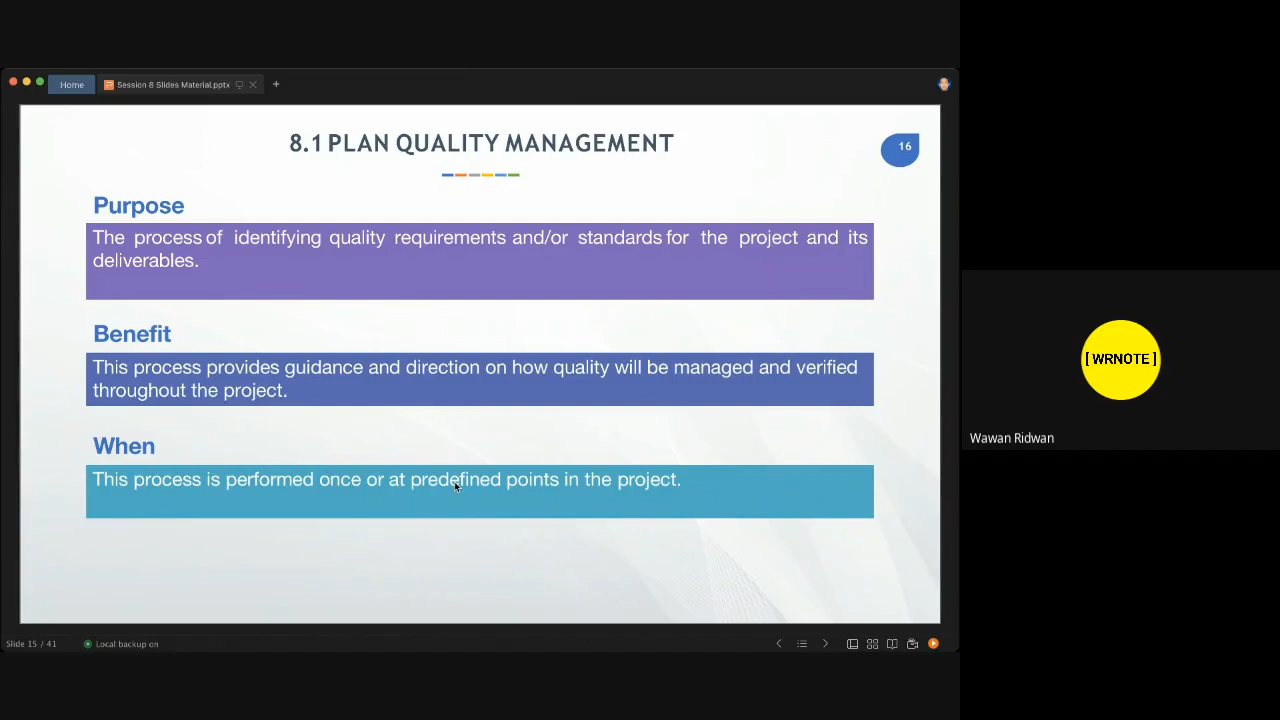 Home
Session 8 Slides Material.pptx
8.1 PLAN QUALITY MANAGEMENT
16
Purpose
The process of identifying quality requirements and/or standards for the project and its
deliverables.
Benefit
This process provides guidance and direction on how quality will be managed and verified
throughout the project.
When
This process is performed once or at predefined points in the project.
[ WRNOTE ]
Wawan Ridwan
Slide 15 / 41
Local backup on